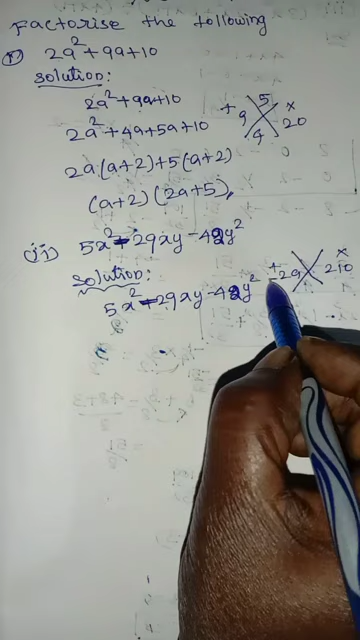 Factorise the following
(i) 2a²+9a+10
Solution:
2a²+9a+10
+ 9 5 4 × 20
2a²+4a+5a+10
2a(a+2)+5(a+2)
(a+2)(2a+5),
(ii) 5x²-29xy-42y²
Solution:
5x²-29xy-42y²
+ -29 × 210